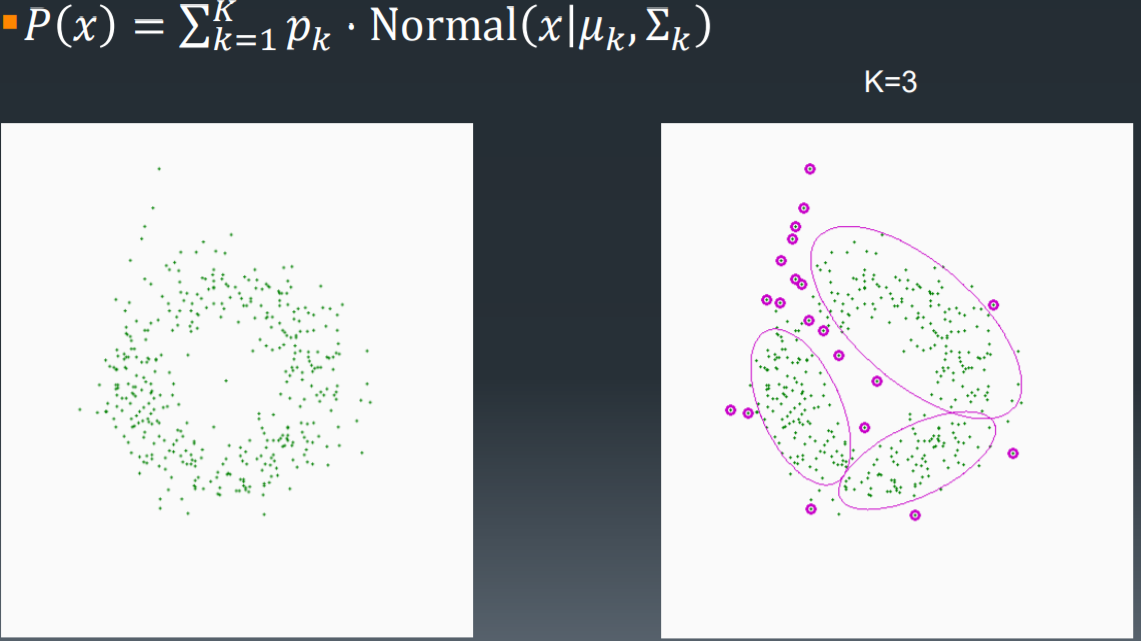 P(x) = ∑_{k=1}^{K} p_k · Normal(x|μ_k, Σ_k)
K=3